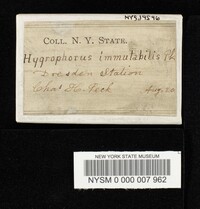 COLL. N. Y. STATE.
Hygrophorus immutabilis Pk
Dresden Station
Chas. H. Peck Aug.
NEW YORK STATE MUSEUM
NYSM 0 000 007 962